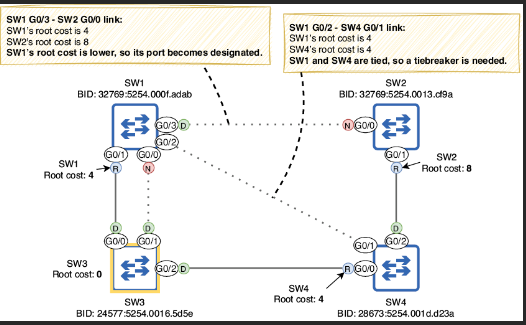 SW1 G0/3 - SW2 G0/0 link:
SW1's root cost is 4
SW2's root cost is 8
SW1's root cost is lower, so its port becomes designated.
SW1 G0/2 - SW4 G0/1 link:
SW1's root cost is 4
SW4's root cost is 4
SW1 and SW4 are tied, so a tiebreaker is needed.
SW1
BID: 32769:5254.000f.adab
SW2
BID: 32769:5254.0013.cf9a
G0/3 D
N G0/0
G0/2
G0/1 G0/0
G0/1
SW1
Root cost: 4
R
N
R
SW2
Root cost: 8
D
D
D
G0/0
G0/1
G0/1
G0/2
SW3
Root cost: 0
G0/2 D
R G0/0
SW4
Root cost: 4
SW3
BID: 24577:5254.0016.5d5e
SW4
BID: 28673:5254.001d.d23a